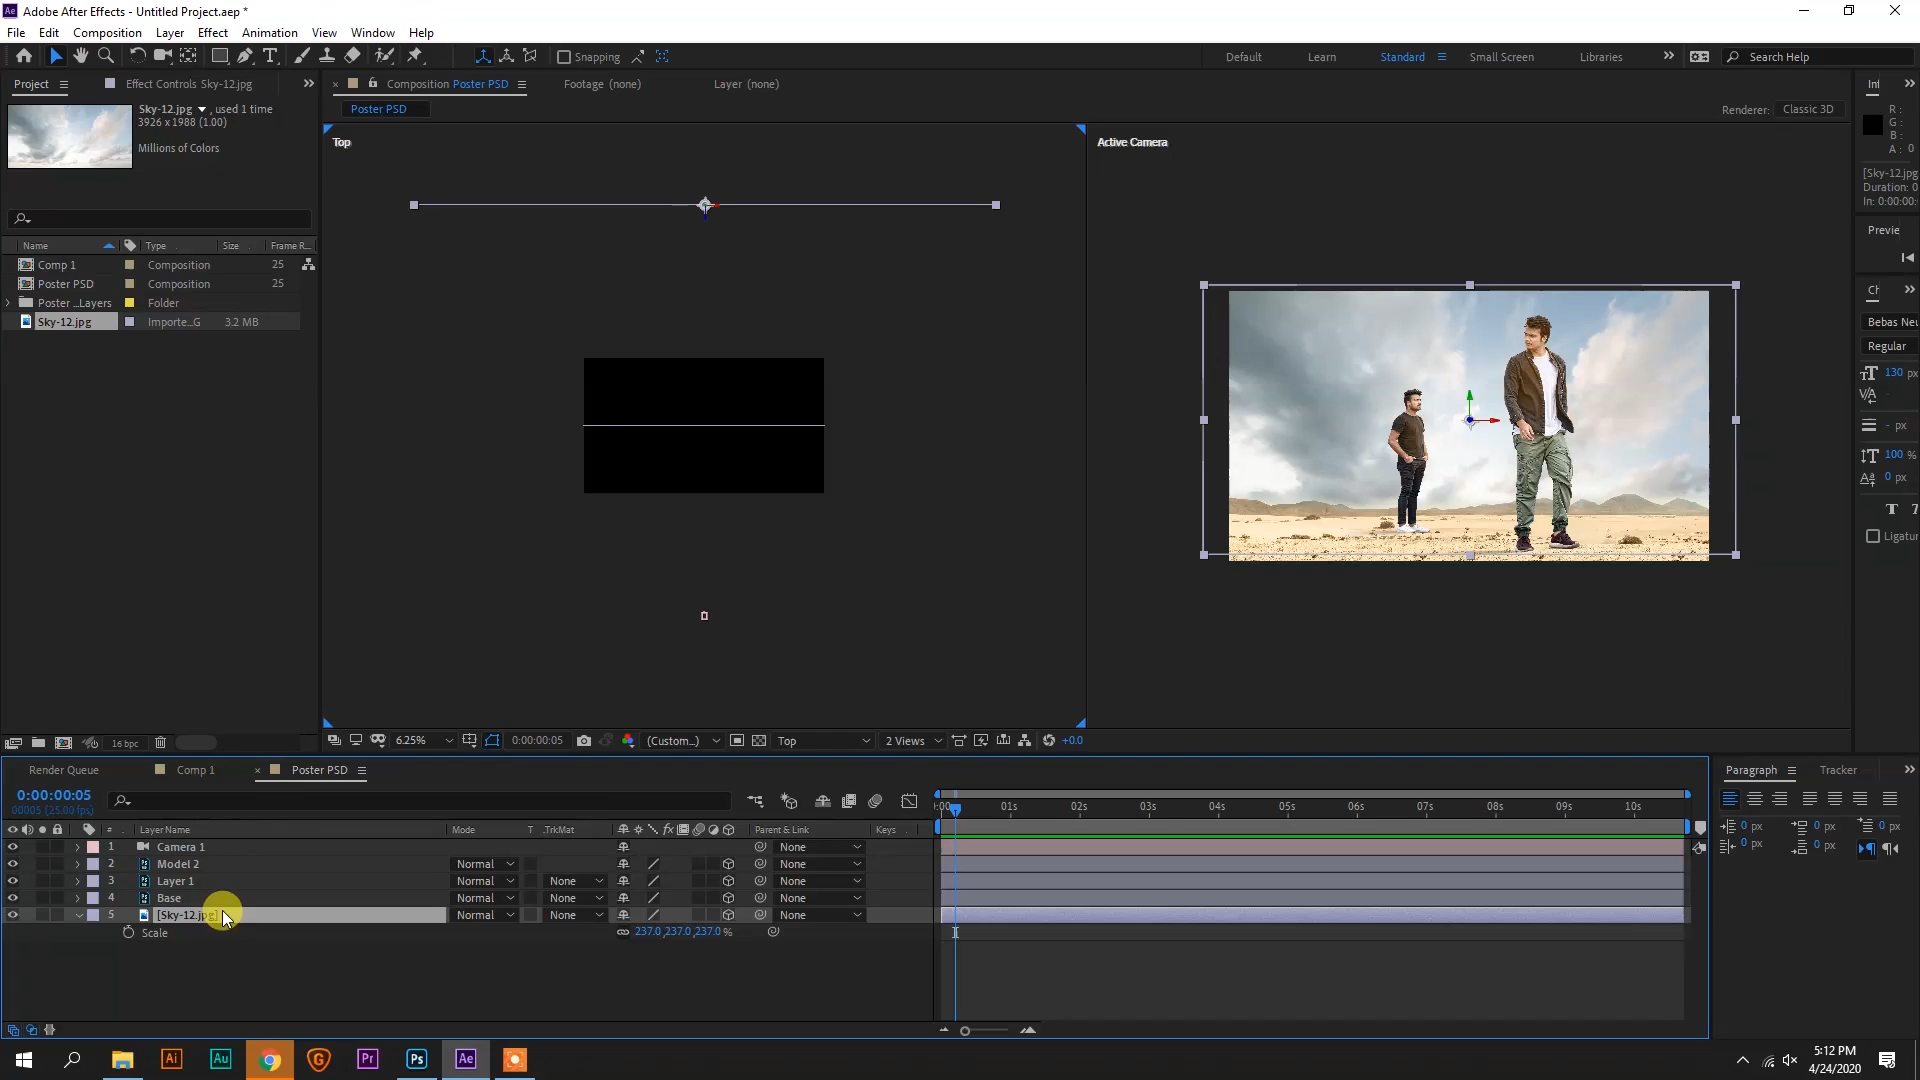 Ae Adobe After Effects - Untitled Project.aep *
File Edit Composition Layer Effect Animation View Window Help
Snapping Default Learn Standard Small Screen Libraries Search Help
Project Effect Controls Sky-12.jpg
Composition Poster PSD Footage (none) Layer (none)
Poster PSD
Renderer: Classic 3D
Sky-12.jpg , used 1 time
3926 x 1988 (1.00)
Millions of Colors
Name Type Size Frame R...
Comp 1 Composition 25
Poster PSD Composition 25
Poster ...Layers Folder
Sky-12.jpg Importe...G 3.2 MB
16 bpc
Top
Active Camera
6.25% 0:00:00:05 (Custom...) Top 2 Views +0.0
R :
G :
B :
A : 0
[Sky-12.jpg
Duration: 0
In: 0:00:00:
Previe
Bebas Neu
Regular
130 px
- px
100 %
0 px
Ligatur
Render Queue Comp 1 Poster PSD
0:00:00:05
00005 (25.00 fps)
01s 02s 03s 04s 05s 06s 07s 08s 09s 10s
# Layer Name Mode T .TrkMat Parent & Link Keys
1 Camera 1 None
2 Model 2 Normal None
3 Layer 1 Normal None None
4 Base Normal None None
5 [Sky-12.jpg] Normal None None
Scale 237.0,237.0,237.0 %
Paragraph Tracker
0 px 0 px 0 px
0 px 0 px
Ai Au Pr Ps Ae
5:12 PM
4/24/2020